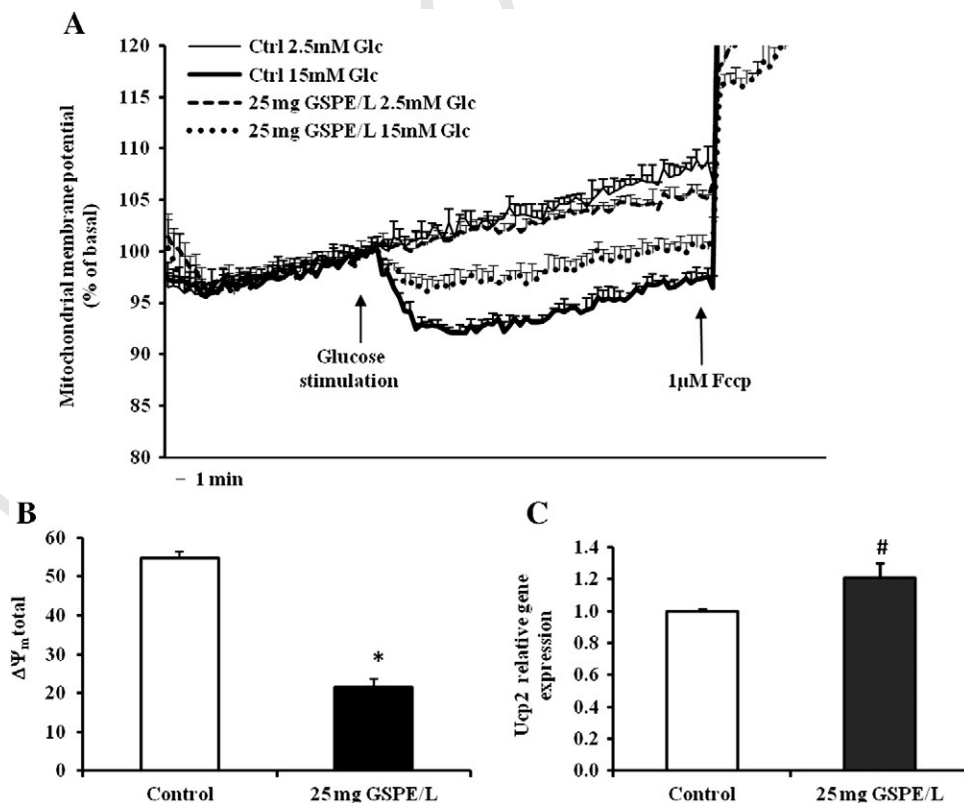 A
120
115
110
105
100
95
90
85
80
Mitochondrial membranepotential
(% of basal)
Ctrl 2.5mM Glc
Ctrl 15mM Glc
25mg GSPE/L 2.5mM Glc
25mg GSPE/L 15mM Glc
Glucose
stimulation
1µM Fccp
– 1 min
B
60
50
40
30
20
10
0
ΔΨm total
*
Control
25mg GSPE/L
C
1.4
1.2
1.0
0.8
0.6
0.4
0.2
0.0
Ucp2 relative gene
expression
#
Control
25mg GSPE/L